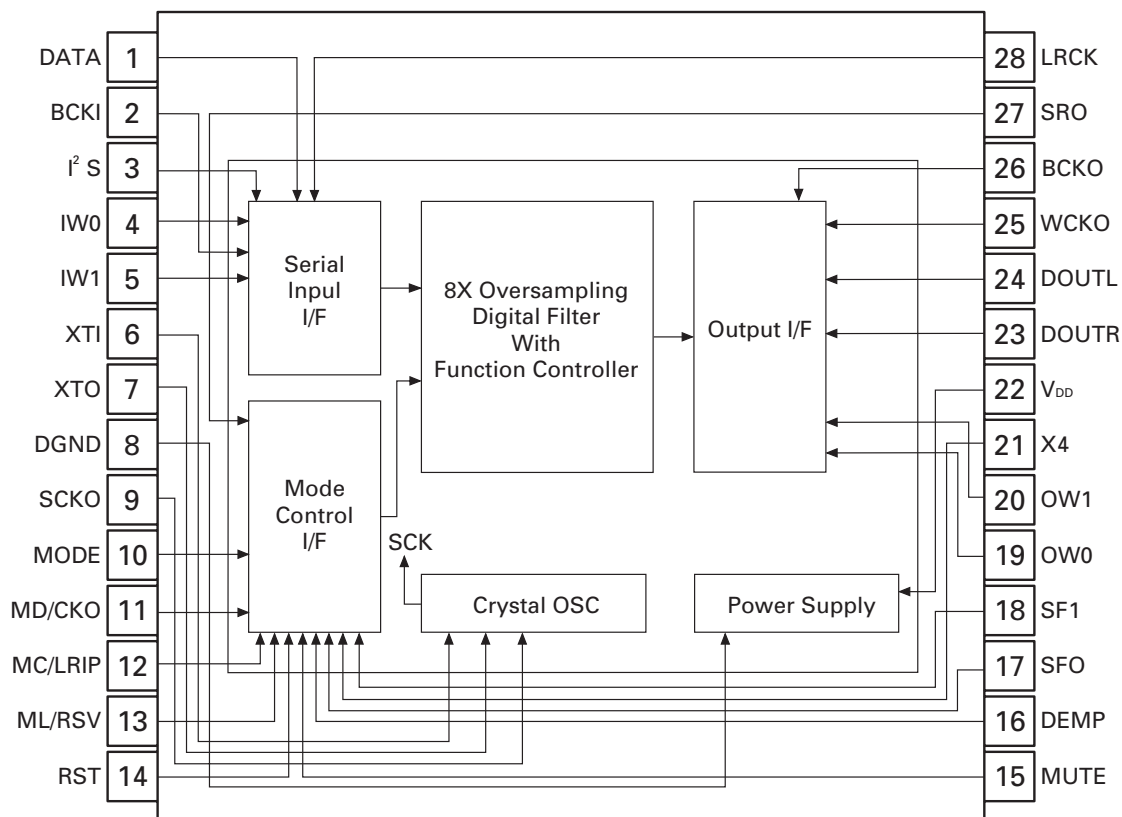 DATA 1
BCKI 2
I² S 3
IW0 4
IW1 5
XTI 6
XTO 7
DGND 8
SCKO 9
MODE 10
MD/CKO 11
MC/LRIP 12
ML/RSV 13
RST 14
Serial
Inpul
I/F
Mode
Control
I/F
8X Oversampling
Digital Filter
With
Function Controller
SCK
Crystal OSC
Output I/F
Power Supply
28 LRCK
27 SRO
26 BCKO
25 WCKO
24 DOUTL
23 DOUTR
22 VDD
21 X4
20 OW1
19 OW0
18 SF1
17 SFO
16 DEMP
15 MUTE